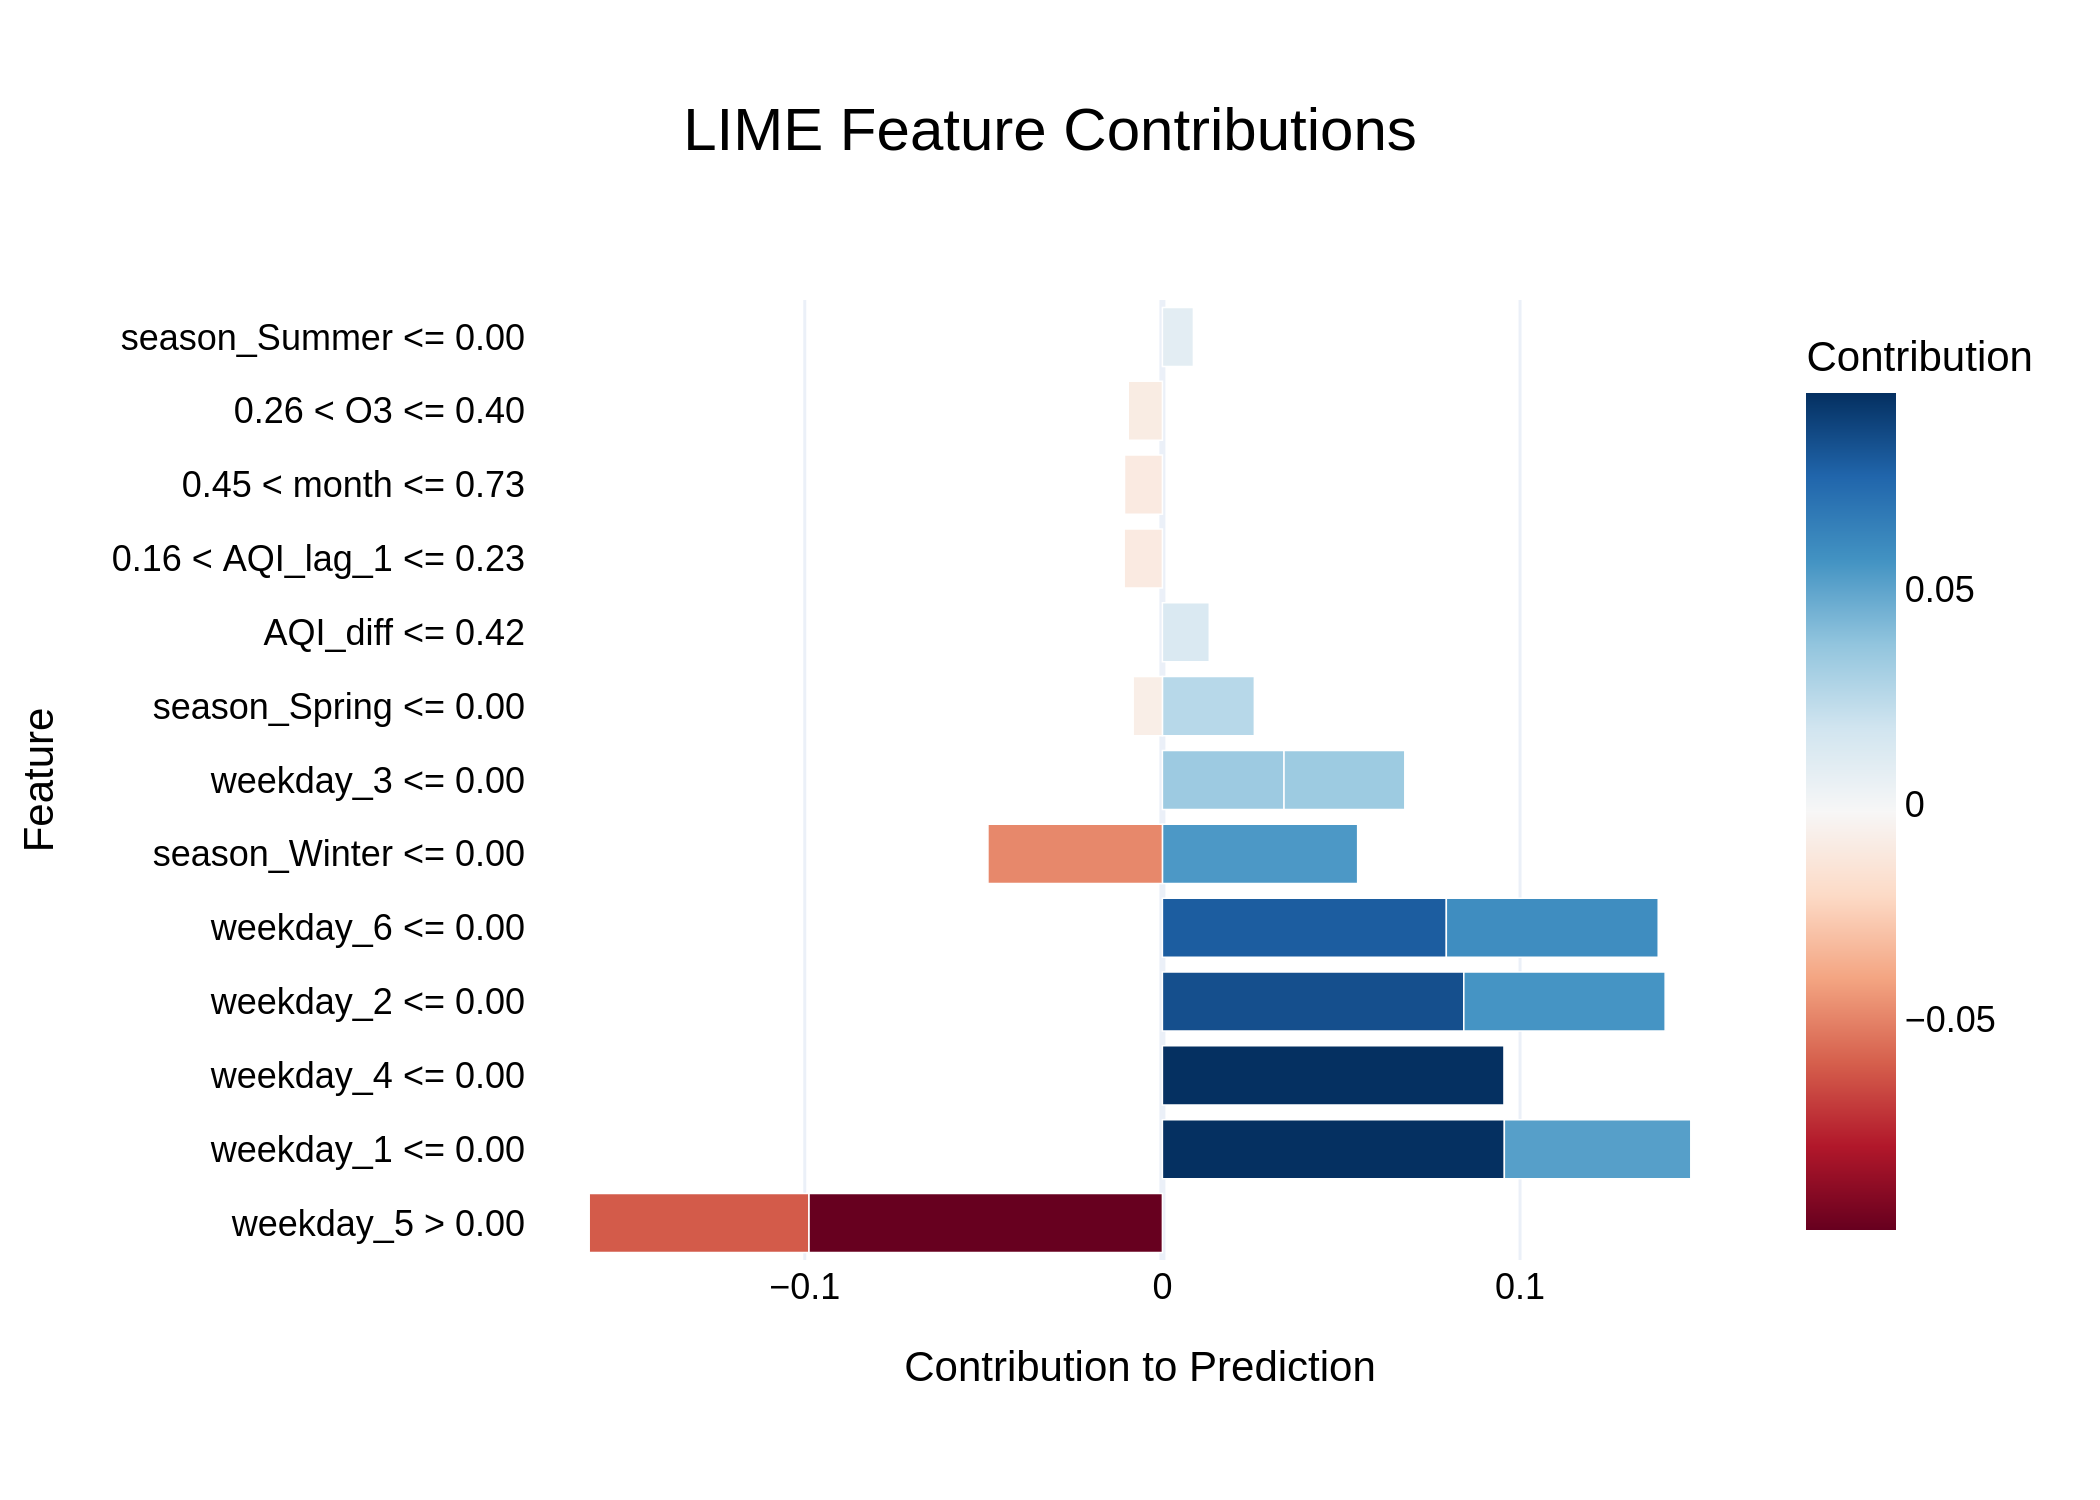 LIME Feature Contributions
season_Summer <= 0.00
0.26 < O3 <= 0.40
0.45 < month <= 0.73
0.16 < AQI_lag_1 <= 0.23
AQI_diff <= 0.42
season_Spring <= 0.00
weekday_3 <= 0.00
season_Winter <= 0.00
weekday_6 <= 0.00
weekday_2 <= 0.00
weekday_4 <= 0.00
weekday_1 <= 0.00
weekday_5 > 0.00
Feature
−0.1
0
0.1
Contribution to Prediction
Contribution
0.05
0
−0.05